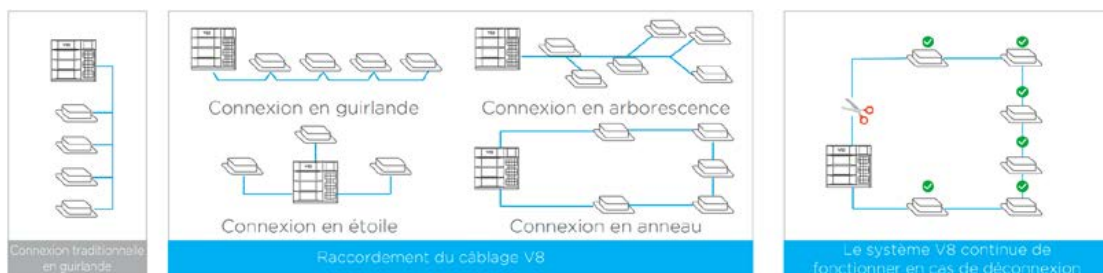 Connexion traditionnelle
en guirlande
Connexion en guirlande
Connexion en arborescence
Connexion en étoile
Connexion en anneau
Raccordement du câblage V8
Le système V8 continue de
fonctionner en cas de déconnexion